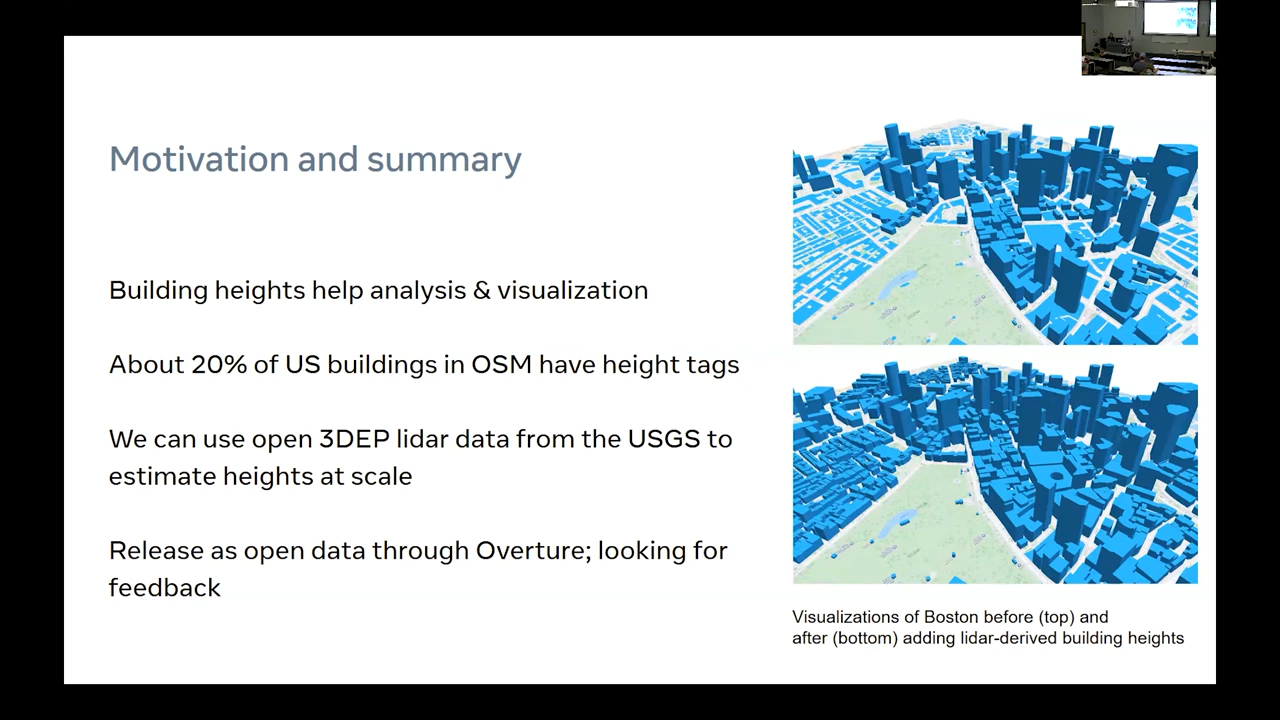 Motivation and summary
Building heights help analysis & visualization
About 20% of US buildings in OSM have height tags
We can use open 3DEP lidar data from the USGS to
estimate heights at scale
Release as open data through Overture; looking for
feedback
Visualizations of Boston before (top) and
after (bottom) adding lidar-derived building heights